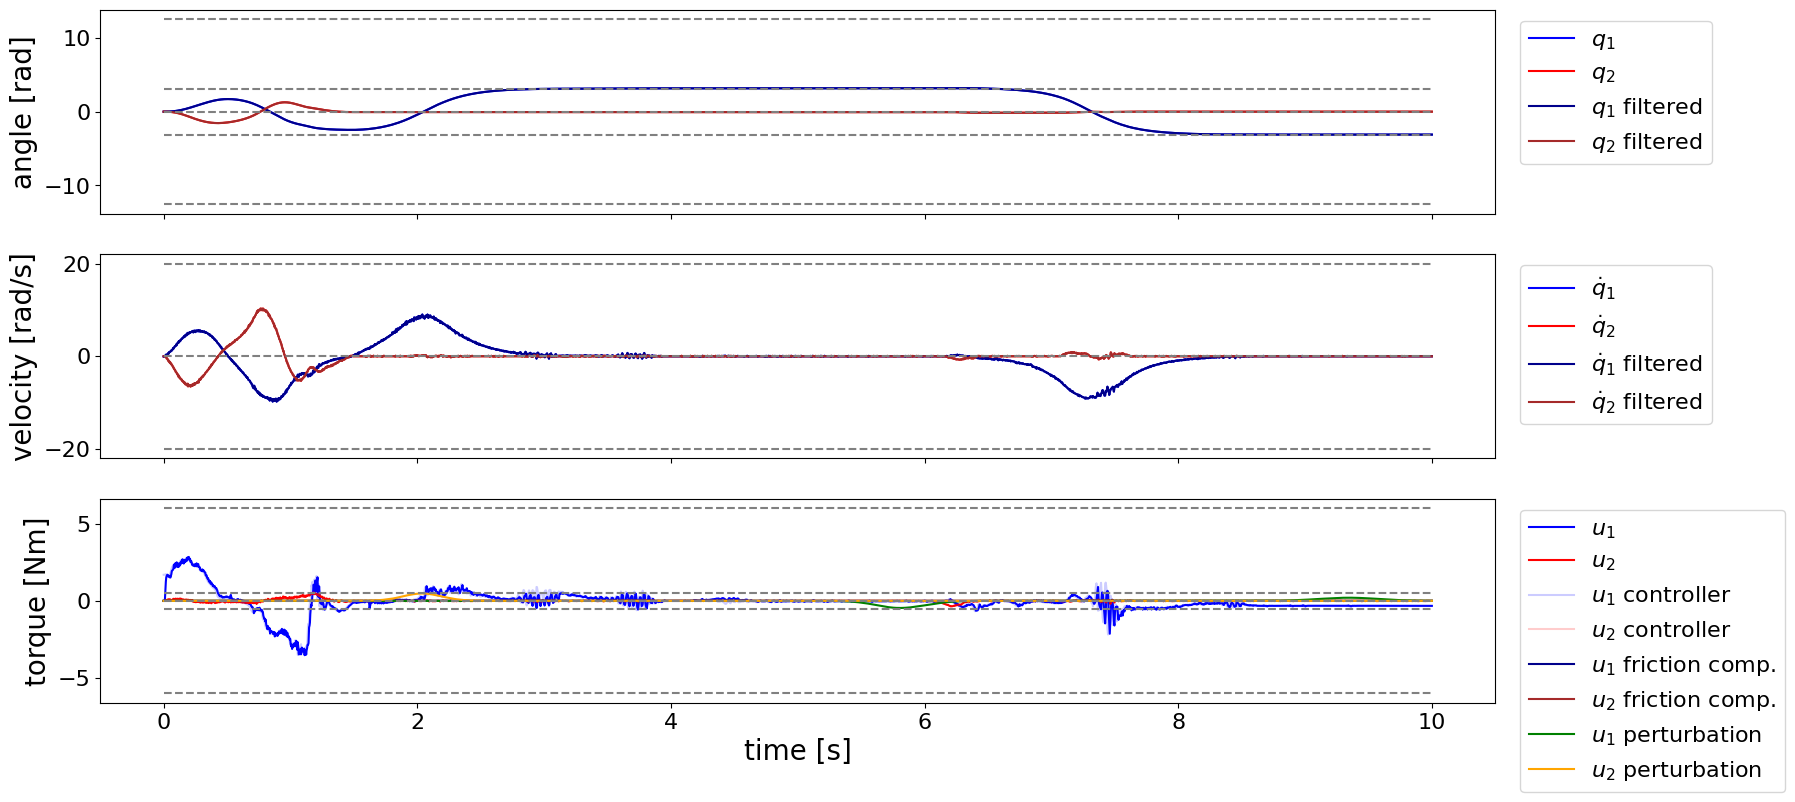 angle [rad]
10
0
−10
q₁
q₂
q₁ filtered
q₂ filtered
velocity [rad/s]
20
0
−20
q̇₁
q̇₂
q̇₁ filtered
q̇₂ filtered
torque [Nm]
5
0
−5
u₁
u₂
u₁ controller
u₂ controller
u₁ friction comp.
u₂ friction comp.
u₁ perturbation
u₂ perturbation
0 2 4 6 8 10
time [s]